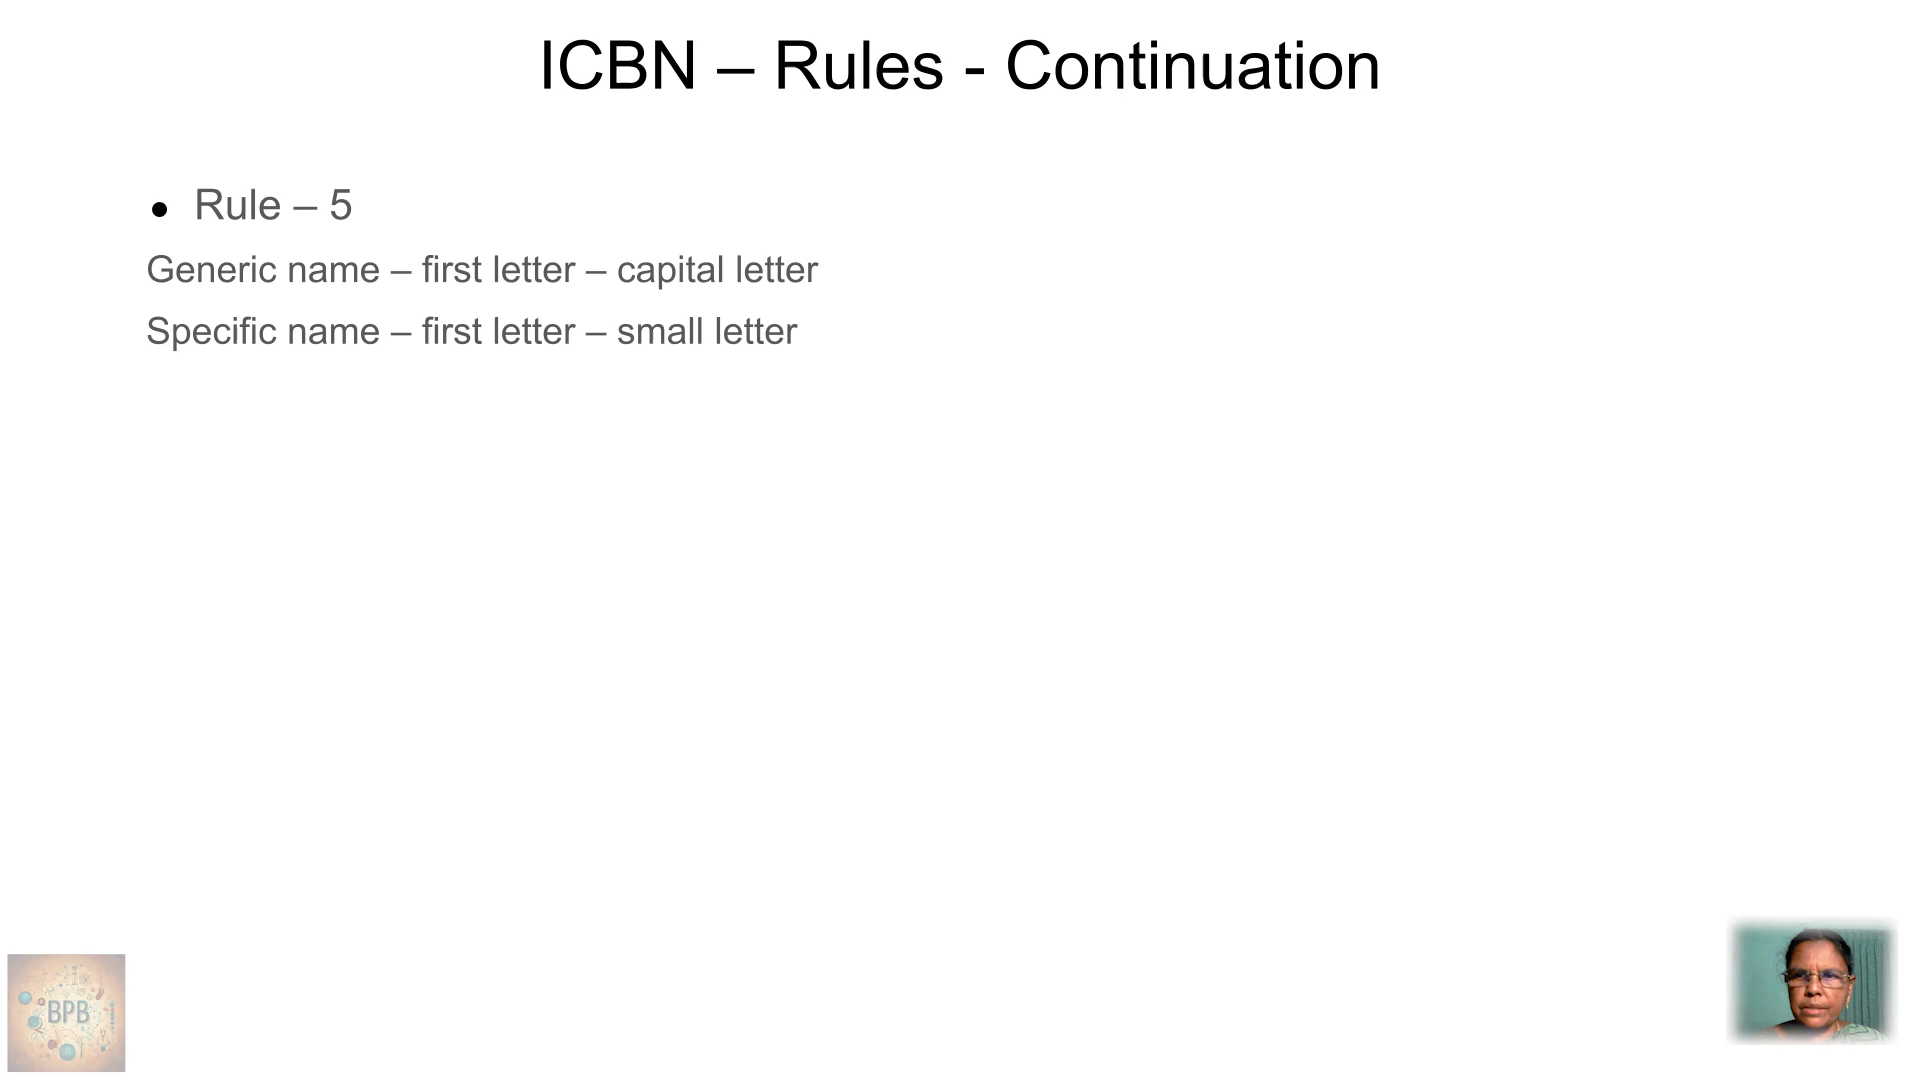 ICBN – Rules - Continuation
● Rule – 5
Generic name – first letter – capital letter
Specific name – first letter – small letter
BPB